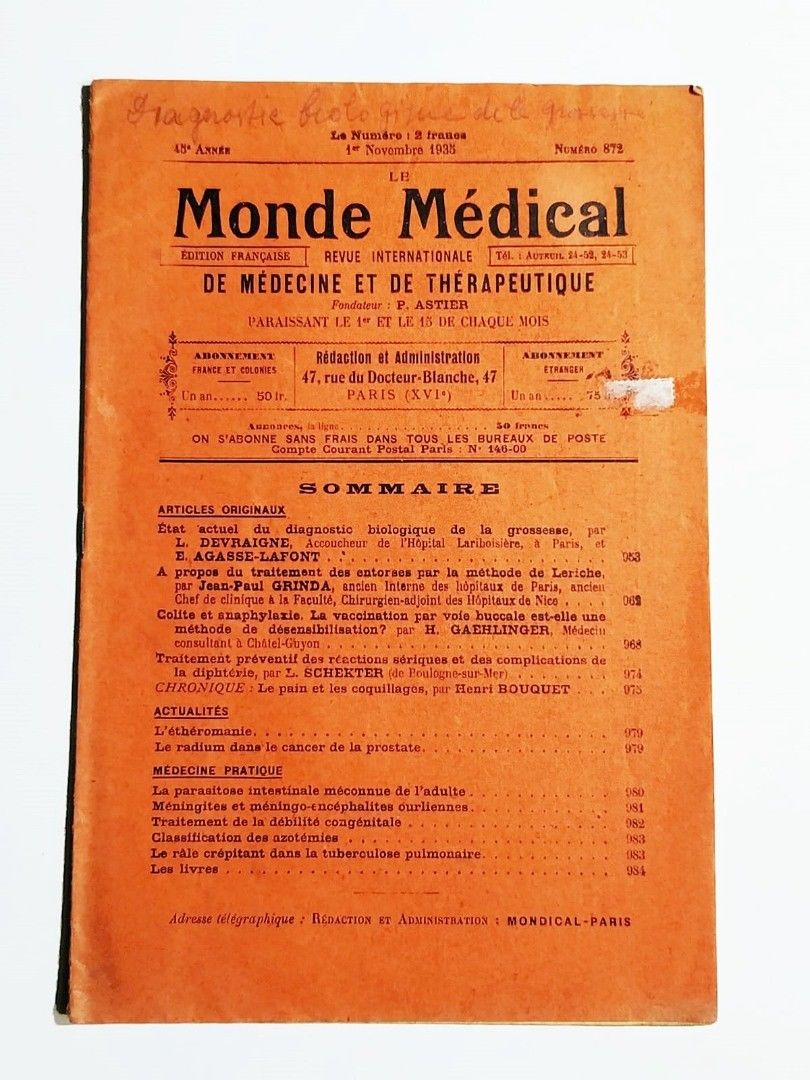 Diagnostic biologique de la grossesse
Le Numéro : 2 francs
45e ANNÉE 1er Novembre 1935 NUMÉRO 872
LE
Monde Médical
ÉDITION FRANÇAISE REVUE INTERNATIONALE Tél. : AUTEUIL 24-52, 24-53
DE MÉDECINE ET DE THÉRAPEUTIQUE
Fondateur : P. ASTIER
PARAISSANT LE 1er ET LE 15 DE CHAQUE MOIS
ABONNEMENT
FRANCE ET COLONIES
Un an...... 50 fr.
Rédaction et Administration
47, rue du Docteur-Blanche, 47
PARIS (XVIe)
ABONNEMENT
ÉTRANGER
Un an..... 75
Annonces, la ligne . . . . . . . . . . . . . . . . . 50 francs
ON S'ABONNE SANS FRAIS DANS TOUS LES BUREAUX DE POSTE
Compte Courant Postal Paris : N° 146-00
SOMMAIRE
ARTICLES ORIGINAUX
État actuel du diagnostic biologique de la grossesse, par
L. DEVRAIGNE, Accoucheur de l'Hôpital Lariboisière, à Paris, et
E. AGASSE-LAFONT . . . . . . . . . . . . . . . . . . . . . 953
A propos du traitement des entorses par la méthode de Leriche,
par Jean-Paul GRINDA, ancien Interne des hôpitaux de Paris, ancien
Chef de clinique à la Faculté, Chirurgien-adjoint des Hôpitaux de Nice . . . . 962
Colite et anaphylaxie. La vaccination par voie buccale est-elle une
méthode de désensibilisation? par H. GAEHLINGER, Médecin
consultant à Châtel-Guyon . . . . . . . . . . . . . . . . . . . . 968
Traitement préventif des réactions sériques et des complications de
la diphtérie, par L. SCHEKTER (de Boulogne-sur-Mer) . . . . . . . 974
CHRONIQUE : Le pain et les coquillages, par Henri BOUQUET . . . 975
ACTUALITÉS
L'éthéromanie. . . . . . . . . . . . . . . . . . . . . . . . . . . 979
Le radium dans le cancer de la prostate. . . . . . . . . . . . . . 979
MÉDECINE PRATIQUE
La parasitose intestinale méconnue de l'adulte . . . . . . . . . . 980
Méningites et méningo-encéphalites ourliennes. . . . . . . . . . . 981
Traitement de la débilité congénitale . . . . . . . . . . . . . . . 982
Classification des azotémies . . . . . . . . . . . . . . . . . . . 983
Le râle crépitant dans la tuberculose pulmonaire. . . . . . . . . . 983
Les livres . . . . . . . . . . . . . . . . . . . . . . . . . . . . 984
Adresse télégraphique : RÉDACTION ET ADMINISTRATION : MONDICAL-PARIS